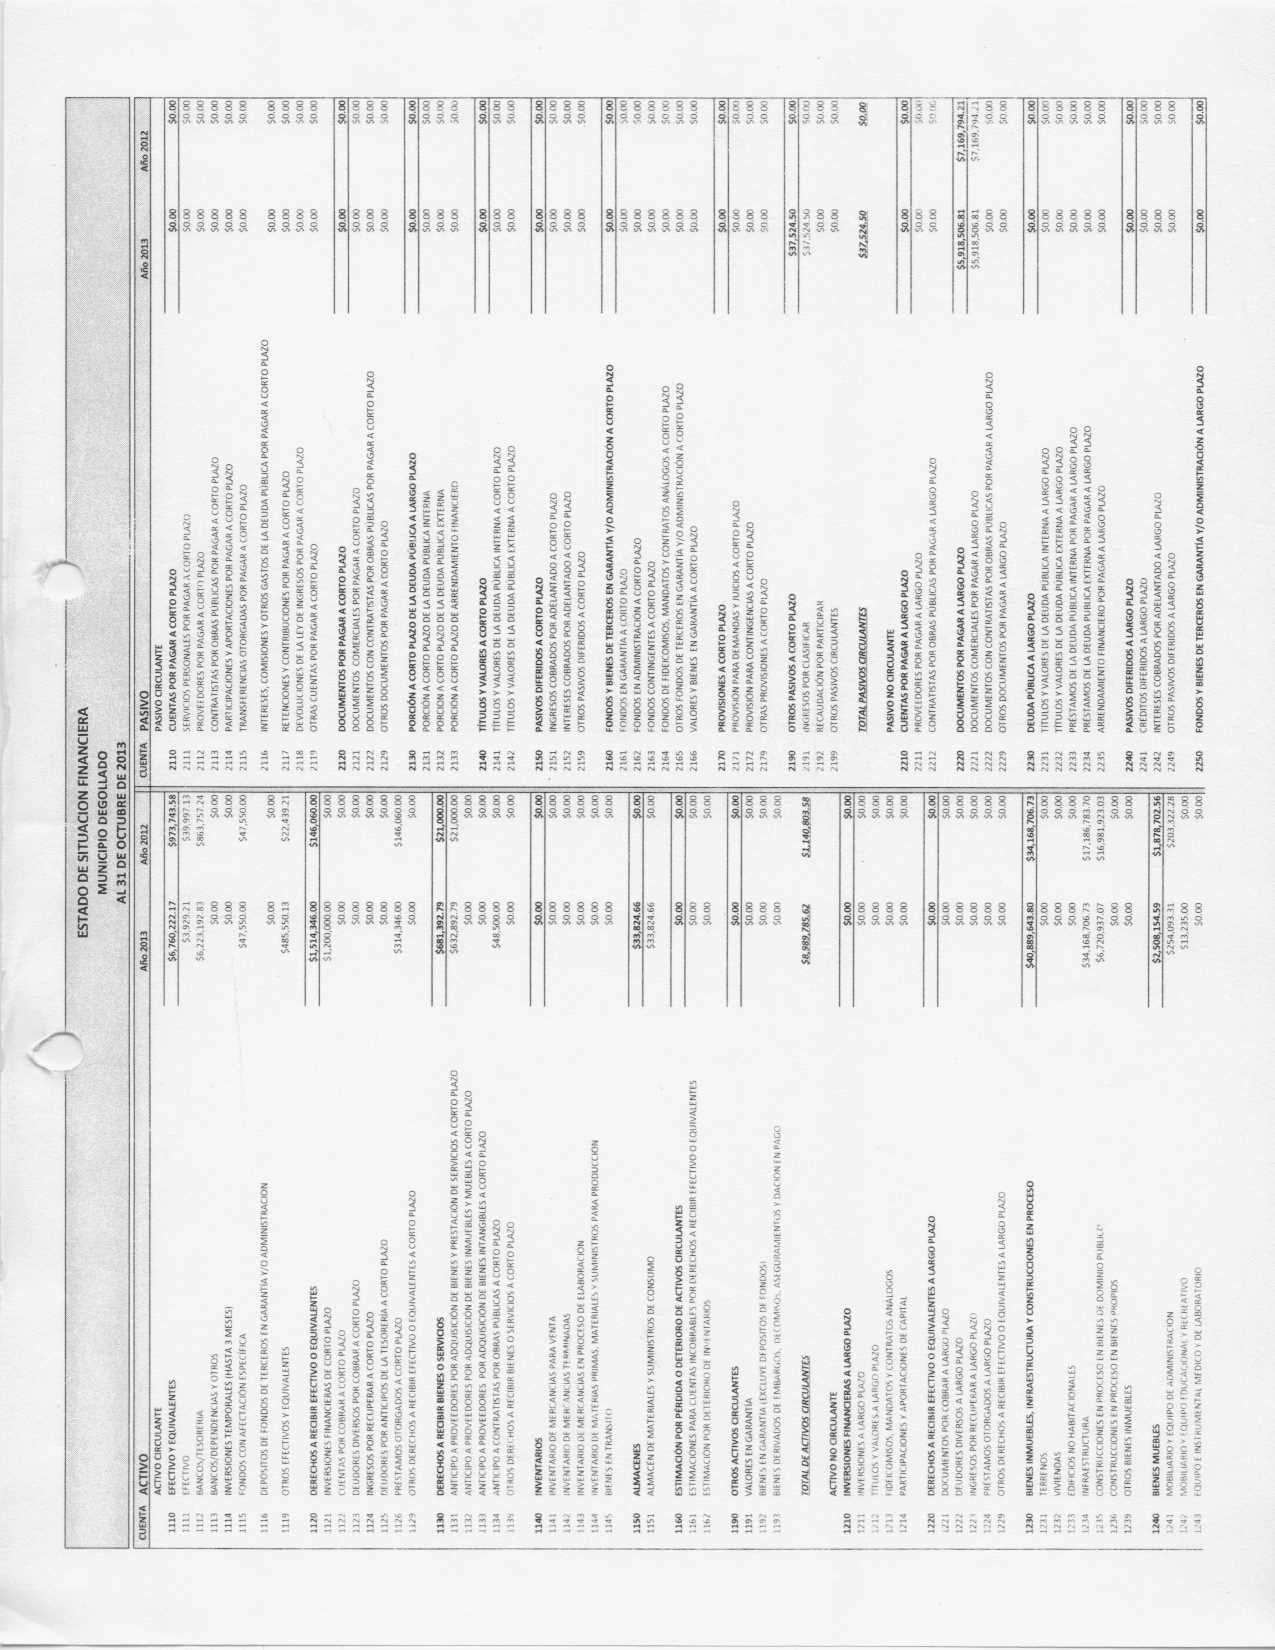 ESTADO DE SITUACION FINANCIERA
MUNICIPIO DEGOLLADO
AL 31 DE OCTUBRE DE 2013
CUENTA ACTIVO Año 2013 Año 2012
ACTIVO CIRCULANTE
1110 EFECTIVO Y EQUIVALENTES $6,760,222.17 $973,743.58
1111 EFECTIVO $3,929.21 $39,997.13
1112 BANCOS/TESORERIA $6,223,192.83 $863,757.24
1113 BANCOS/DEPENDENCIAS Y OTROS $0.00 $0.00
1114 INVERSIONES TEMPORALES (HASTA 3 MESES) $0.00 $0.00
1115 FONDOS CON AFECTACIÓN ESPECIFICA $47,550.00 $47,550.00
1116 DEPOSITOS DE FONDOS DE TERCEROS EN GARANTIA Y/O ADMINISTRACION $0.00 $0.00
1119 OTROS EFECTIVOS Y EQUIVALENTES $485,550.13 $22,439.21
1120 DERECHOS A RECIBIR EFECTIVO O EQUIVALENTES $1,514,346.00 $146,060.00
1121 INVERSIONES FINANCIERAS DE CORTO PLAZO $1,200,000.00 $0.00
1122 CUENTAS POR COBRAR A CORTO PLAZO $0.00 $0.00
1123 DEUDORES DIVERSOS POR COBRAR A CORTO PLAZO $0.00 $0.00
1124 INGRESOS POR RECUPERAR A CORTO PLAZO $0.00 $0.00
1125 DEUDORES POR ANTICIPOS DE LA TESORERIA A CORTO PLAZO $0.00 $0.00
1126 PRESTAMOS OTORGADOS A CORTO PLAZO $314,346.00 $146,060.00
1129 OTROS DERECHOS A RECIBIR EFECTIVO O EQUIVALENTES A CORTO PLAZO $0.00 $0.00
1130 DERECHOS A RECIBIR BIENES O SERVICIOS $681,392.79 $21,000.00
1131 ANTICIPO A PROVEEDORES POR ADQUISICIÓN DE BIENES Y PRESTACIÓN DE SERVICIOS A CORTO PLAZO $632,892.79 $21,000.00
1132 ANTICIPO A PROVEEDORES POR ADQUISICIÓN DE BIENES INMUEBLES Y MUEBLES A CORTO PLAZO $0.00 $0.00
1133 ANTICIPO A PROVEEDORES POR ADQUISICIÓN DE BIENES INTANGIBLES A CORTO PLAZO $0.00 $0.00
1134 ANTICIPO A CONTRATISTAS POR OBRAS PÚBLICAS A CORTO PLAZO $48,500.00 $0.00
1139 OTROS DERECHOS A RECIBIR BIENES O SERVICIOS A CORTO PLAZO $0.00 $0.00
1140 INVENTARIOS $0.00 $0.00
1141 INVENTARIO DE MERCANCIAS PARA VENTA $0.00 $0.00
1142 INVENTARIO DE MERCANCIAS TERMINADAS $0.00 $0.00
1143 INVENTARIO DE MERCANCIAS EN PROCESO DE ELABORACIÓN $0.00 $0.00
1144 INVENTARIO DE MATERIAS PRIMAS, MATERIALES Y SUMINISTROS PARA PRODUCCION $0.00 $0.00
1145 BIENES EN TRANSITO $0.00 $0.00
1150 ALMACENES $33,824.66 $0.00
1151 ALMACÉN DE MATERIALES Y SUMINISTROS DE CONSUMO $33,824.66 $0.00
1160 ESTIMACIÓN POR PÉRDIDA O DETERIORO DE ACTIVOS CIRCULANTES $0.00 $0.00
1161 ESTIMACIONES PARA CUENTAS INCOBRABLES POR DERECHOS A RECIBIR EFECTIVO O EQUIVALENTES $0.00 $0.00
1162 ESTIMACIÓN POR DETERIORO DE INVENTARIOS $0.00 $0.00
1190 OTROS ACTIVOS CIRCULANTES $0.00 $0.00
1191 VALORES EN GARANTÍA $0.00 $0.00
1192 BIENES EN GARANTÍA (EXCLUYE DEPOSITOS DE FONDOS) $0.00 $0.00
1193 BIENES DERIVADOS DE EMBARGOS, DECOMISOS, ASEGURAMIENTOS Y DACION EN PAGO $0.00 $0.00
TOTAL DE ACTIVOS CIRCULANTES $8,989,785.62 $1,140,803.58
ACTIVO NO CIRCULANTE
1210 INVERSIONES FINANCIERAS A LARGO PLAZO $0.00 $0.00
1211 INVERSIONES A LARGO PLAZO $0.00 $0.00
1212 TÍTULOS Y VALORES A LARGO PLAZO $0.00 $0.00
1213 FIDEICOMISOS, MANDATOS Y CONTRATOS ANÁLOGOS $0.00 $0.00
1214 PARTICIPACIONES Y APORTACIONES DE CAPITAL $0.00 $0.00
1220 DERECHOS A RECIBIR EFECTIVO O EQUIVALENTES A LARGO PLAZO $0.00 $0.00
1221 DOCUMENTOS POR COBRAR A LARGO PLAZO $0.00 $0.00
1222 DEUDORES DIVERSOS A LARGO PLAZO $0.00 $0.00
1223 INGRESOS POR RECUPERAR A LARGO PLAZO $0.00 $0.00
1224 PRÉSTAMOS OTORGADOS A LARGO PLAZO $0.00 $0.00
1229 OTROS DERECHOS A RECIBIR EFECTIVO O EQUIVALENTES A LARGO PLAZO $0.00 $0.00
1230 BIENES INMUEBLES, INFRAESTRUCTURA Y CONSTRUCCIONES EN PROCESO $40,889,643.80 $34,168,706.73
1231 TERRENOS $0.00 $0.00
1232 VIVIENDAS $0.00 $0.00
1233 EDIFICIOS NO HABITACIONALES $0.00 $0.00
1234 INFRAESTRUCTURA $34,168,706.73 $17,186,783.70
1235 CONSTRUCCIONES EN PROCESO EN BIENES DE DOMINIO PUBLICO $6,720,937.07 $16,981,923.03
1236 CONSTRUCCIONES EN PROCESO EN BIENES PROPIOS $0.00 $0.00
1239 OTROS BIENES INMUEBLES $0.00 $0.00
1240 BIENES MUEBLES $2,508,154.59 $1,878,702.56
1241 MOBILIARIO Y EQUIPO DE ADMINISTRACION $254,093.31 $203,322.28
1242 MOBILIARIO Y EQUIPO EDUCACIONAL Y RECREATIVO $13,235.00 $0.00
1243 EQUIPO E INSTRUMENTAL MEDICO Y DE LABORATORIO $0.00 $0.00
CUENTA PASIVO Año 2013 Año 2012
PASIVO CIRCULANTE
2110 CUENTAS POR PAGAR A CORTO PLAZO $0.00 $0.00
2111 SERVICIOS PERSONALES POR PAGAR A CORTO PLAZO $0.00 $0.00
2112 PROVEEDORES POR PAGAR A CORTO PLAZO $0.00 $0.00
2113 CONTRATISTAS POR OBRAS PÚBLICAS POR PAGAR A CORTO PLAZO $0.00 $0.00
2114 PARTICIPACIONES Y APORTACIONES POR PAGAR A CORTO PLAZO $0.00 $0.00
2115 TRANSFERENCIAS OTORGADAS POR PAGAR A CORTO PLAZO $0.00 $0.00
2116 INTERESES, COMISIONES Y OTROS GASTOS DE LA DEUDA PÚBLICA POR PAGAR A CORTO PLAZO $0.00 $0.00
2117 RETENCIONES Y CONTRIBUCIONES POR PAGAR A CORTO PLAZO $0.00 $0.00
2118 DEVOLUCIONES DE LA LEY DE INGRESOS POR PAGAR A CORTO PLAZO $0.00 $0.00
2119 OTRAS CUENTAS POR PAGAR A CORTO PLAZO $0.00 $0.00
2120 DOCUMENTOS POR PAGAR A CORTO PLAZO $0.00 $0.00
2121 DOCUMENTOS COMERCIALES POR PAGAR A CORTO PLAZO $0.00 $0.00
2122 DOCUMENTOS CON CONTRATISTAS POR OBRAS PÚBLICAS POR PAGAR A CORTO PLAZO $0.00 $0.00
2129 OTROS DOCUMENTOS POR PAGAR A CORTO PLAZO $0.00 $0.00
2130 PORCIÓN A CORTO PLAZO DE LA DEUDA PÚBLICA A LARGO PLAZO $0.00 $0.00
2131 PORCIÓN A CORTO PLAZO DE LA DEUDA PÚBLICA INTERNA $0.00 $0.00
2132 PORCION A CORTO PLAZO DE LA DEUDA PÚBLICA EXTERNA $0.00 $0.00
2133 PORCIÓN A CORTO PLAZO DE ARRENDAMIENTO FINANCIERO $0.00 $0.00
2140 TÍTULOS Y VALORES A CORTO PLAZO $0.00 $0.00
2141 TÍTULOS Y VALORES DE LA DEUDA PÚBLICA INTERNA A CORTO PLAZO $0.00 $0.00
2142 TÍTULOS Y VALORES DE LA DEUDA PÚBLICA EXTERNA A CORTO PLAZO $0.00 $0.00
2150 PASIVOS DIFERIDOS A CORTO PLAZO $0.00 $0.00
2151 INGRESOS COBRADOS POR ADELANTADO A CORTO PLAZO $0.00 $0.00
2152 INTERESES COBRADOS POR ADELANTADO A CORTO PLAZO $0.00 $0.00
2159 OTROS PASIVOS DIFERIDOS A CORTO PLAZO $0.00 $0.00
2160 FONDOS Y BIENES DE TERCEROS EN GARANTÍA Y/O ADMINISTRACIÓN A CORTO PLAZO $0.00 $0.00
2161 FONDOS EN GARANTÍA A CORTO PLAZO $0.00 $0.00
2162 FONDOS EN ADMINISTRACIÓN A CORTO PLAZO $0.00 $0.00
2163 FONDOS CONTINGENTES A CORTO PLAZO $0.00 $0.00
2164 FONDOS DE FIDEICOMISOS, MANDATOS Y CONTRATOS ANÁLOGOS A CORTO PLAZO $0.00 $0.00
2165 OTROS FONDOS DE TERCEROS EN GARANTÍA Y/O ADMINISTRACIÓN A CORTO PLAZO $0.00 $0.00
2166 VALORES Y BIENES EN GARANTÍA A CORTO PLAZO $0.00 $0.00
2170 PROVISIONES A CORTO PLAZO $0.00 $0.00
2171 PROVISIÓN PARA DEMANDAS Y JUICIOS A CORTO PLAZO $0.00 $0.00
2172 PROVISIÓN PARA CONTINGENCIAS A CORTO PLAZO $0.00 $0.00
2179 OTRAS PROVISIONES A CORTO PLAZO $0.00 $0.00
2190 OTROS PASIVOS A CORTO PLAZO $37,524.50 $0.00
2191 INGRESOS POR CLASIFICAR $37,524.50 $0.00
2192 RECAUDACIÓN POR PARTICIPAR $0.00 $0.00
2199 OTROS PASIVOS CIRCULANTES $0.00 $0.00
TOTAL PASIVOS CIRCULANTES $37,524.50 $0.00
PASIVO NO CIRCULANTE
2210 CUENTAS POR PAGAR A LARGO PLAZO $0.00 $0.00
2211 PROVEEDORES POR PAGAR A LARGO PLAZO $0.00 $0.00
2212 CONTRATISTAS POR OBRAS PÚBLICAS POR PAGAR A LARGO PLAZO $0.00 $0.00
2220 DOCUMENTOS POR PAGAR A LARGO PLAZO $5,918,506.81 $7,169,794.21
2221 DOCUMENTOS COMERCIALES POR PAGAR A LARGO PLAZO $5,918,506.81 $7,169,794.21
2222 DOCUMENTOS CON CONTRATISTAS POR OBRAS PÚBLICAS POR PAGAR A LARGO PLAZO $0.00 $0.00
2229 OTROS DOCUMENTOS POR PAGAR A LARGO PLAZO $0.00 $0.00
2230 DEUDA PÚBLICA A LARGO PLAZO $0.00 $0.00
2231 TÍTULOS Y VALORES DE LA DEUDA PÚBLICA INTERNA A LARGO PLAZO $0.00 $0.00
2232 TÍTULOS Y VALORES DE LA DEUDA PÚBLICA EXTERNA A LARGO PLAZO $0.00 $0.00
2233 PRÉSTAMOS DE LA DEUDA PÚBLICA INTERNA POR PAGAR A LARGO PLAZO $0.00 $0.00
2234 PRÉSTAMOS DE LA DEUDA PÚBLICA EXTERNA POR PAGAR A LARGO PLAZO $0.00 $0.00
2235 ARRENDAMIENTO FINANCIERO POR PAGAR A LARGO PLAZO $0.00 $0.00
2240 PASIVOS DIFERIDOS A LARGO PLAZO $0.00 $0.00
2241 CRÉDITOS DIFERIDOS A LARGO PLAZO $0.00 $0.00
2242 INTERESES COBRADOS POR ADELANTADO A LARGO PLAZO $0.00 $0.00
2249 OTROS PASIVOS DIFERIDOS A LARGO PLAZO $0.00 $0.00
2250 FONDOS Y BIENES DE TERCEROS EN GARANTÍA Y/O ADMINISTRACIÓN A LARGO PLAZO $0.00 $0.00